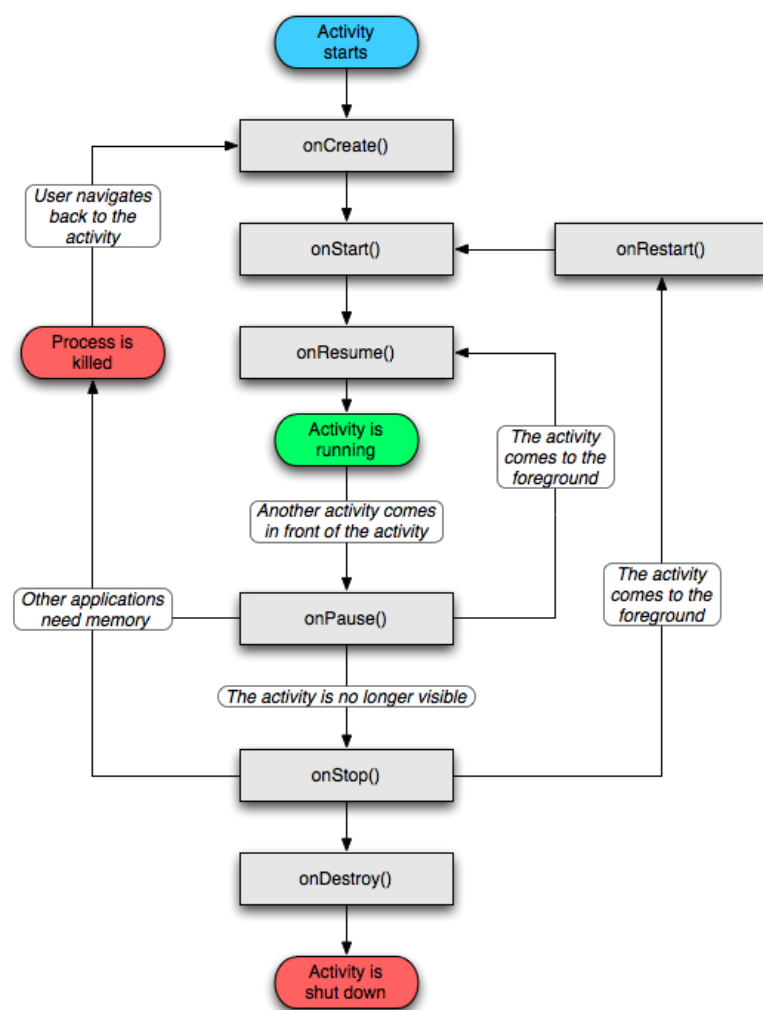 Activity
starts
onCreate()
User navigates
back to the
activity
onStart()
onRestart()
Process is
killed
onResume()
Activity is
running
The activity
comes to the
foreground
Another activity comes
in front of the activity
Other applications
need memory
onPause()
The activity
comes to the
foreground
The activity is no longer visible
onStop()
onDestroy()
Activity is
shut down